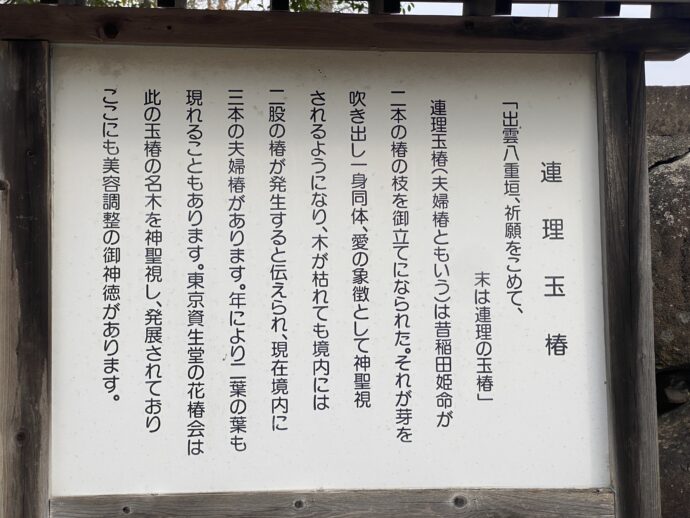 連理玉椿
「出雲八重垣、祈願をこめて、
末は連理の玉椿」
連理玉椿(夫婦椿ともいう)は昔稲田姫命が
二本の椿の枝を御立てになられた。それが芽を
吹き出し一身同体、愛の象徴として神聖視
されるようになり、木が枯れても境内には
二股の椿が発生すると伝えられ、現在境内に
三本の夫婦椿があります。年により二葉の葉も
現れることもあります。東京資生堂の花椿会は
此の玉椿の名木を神聖視し、発展されており
ここにも美容調整の御神徳があります。